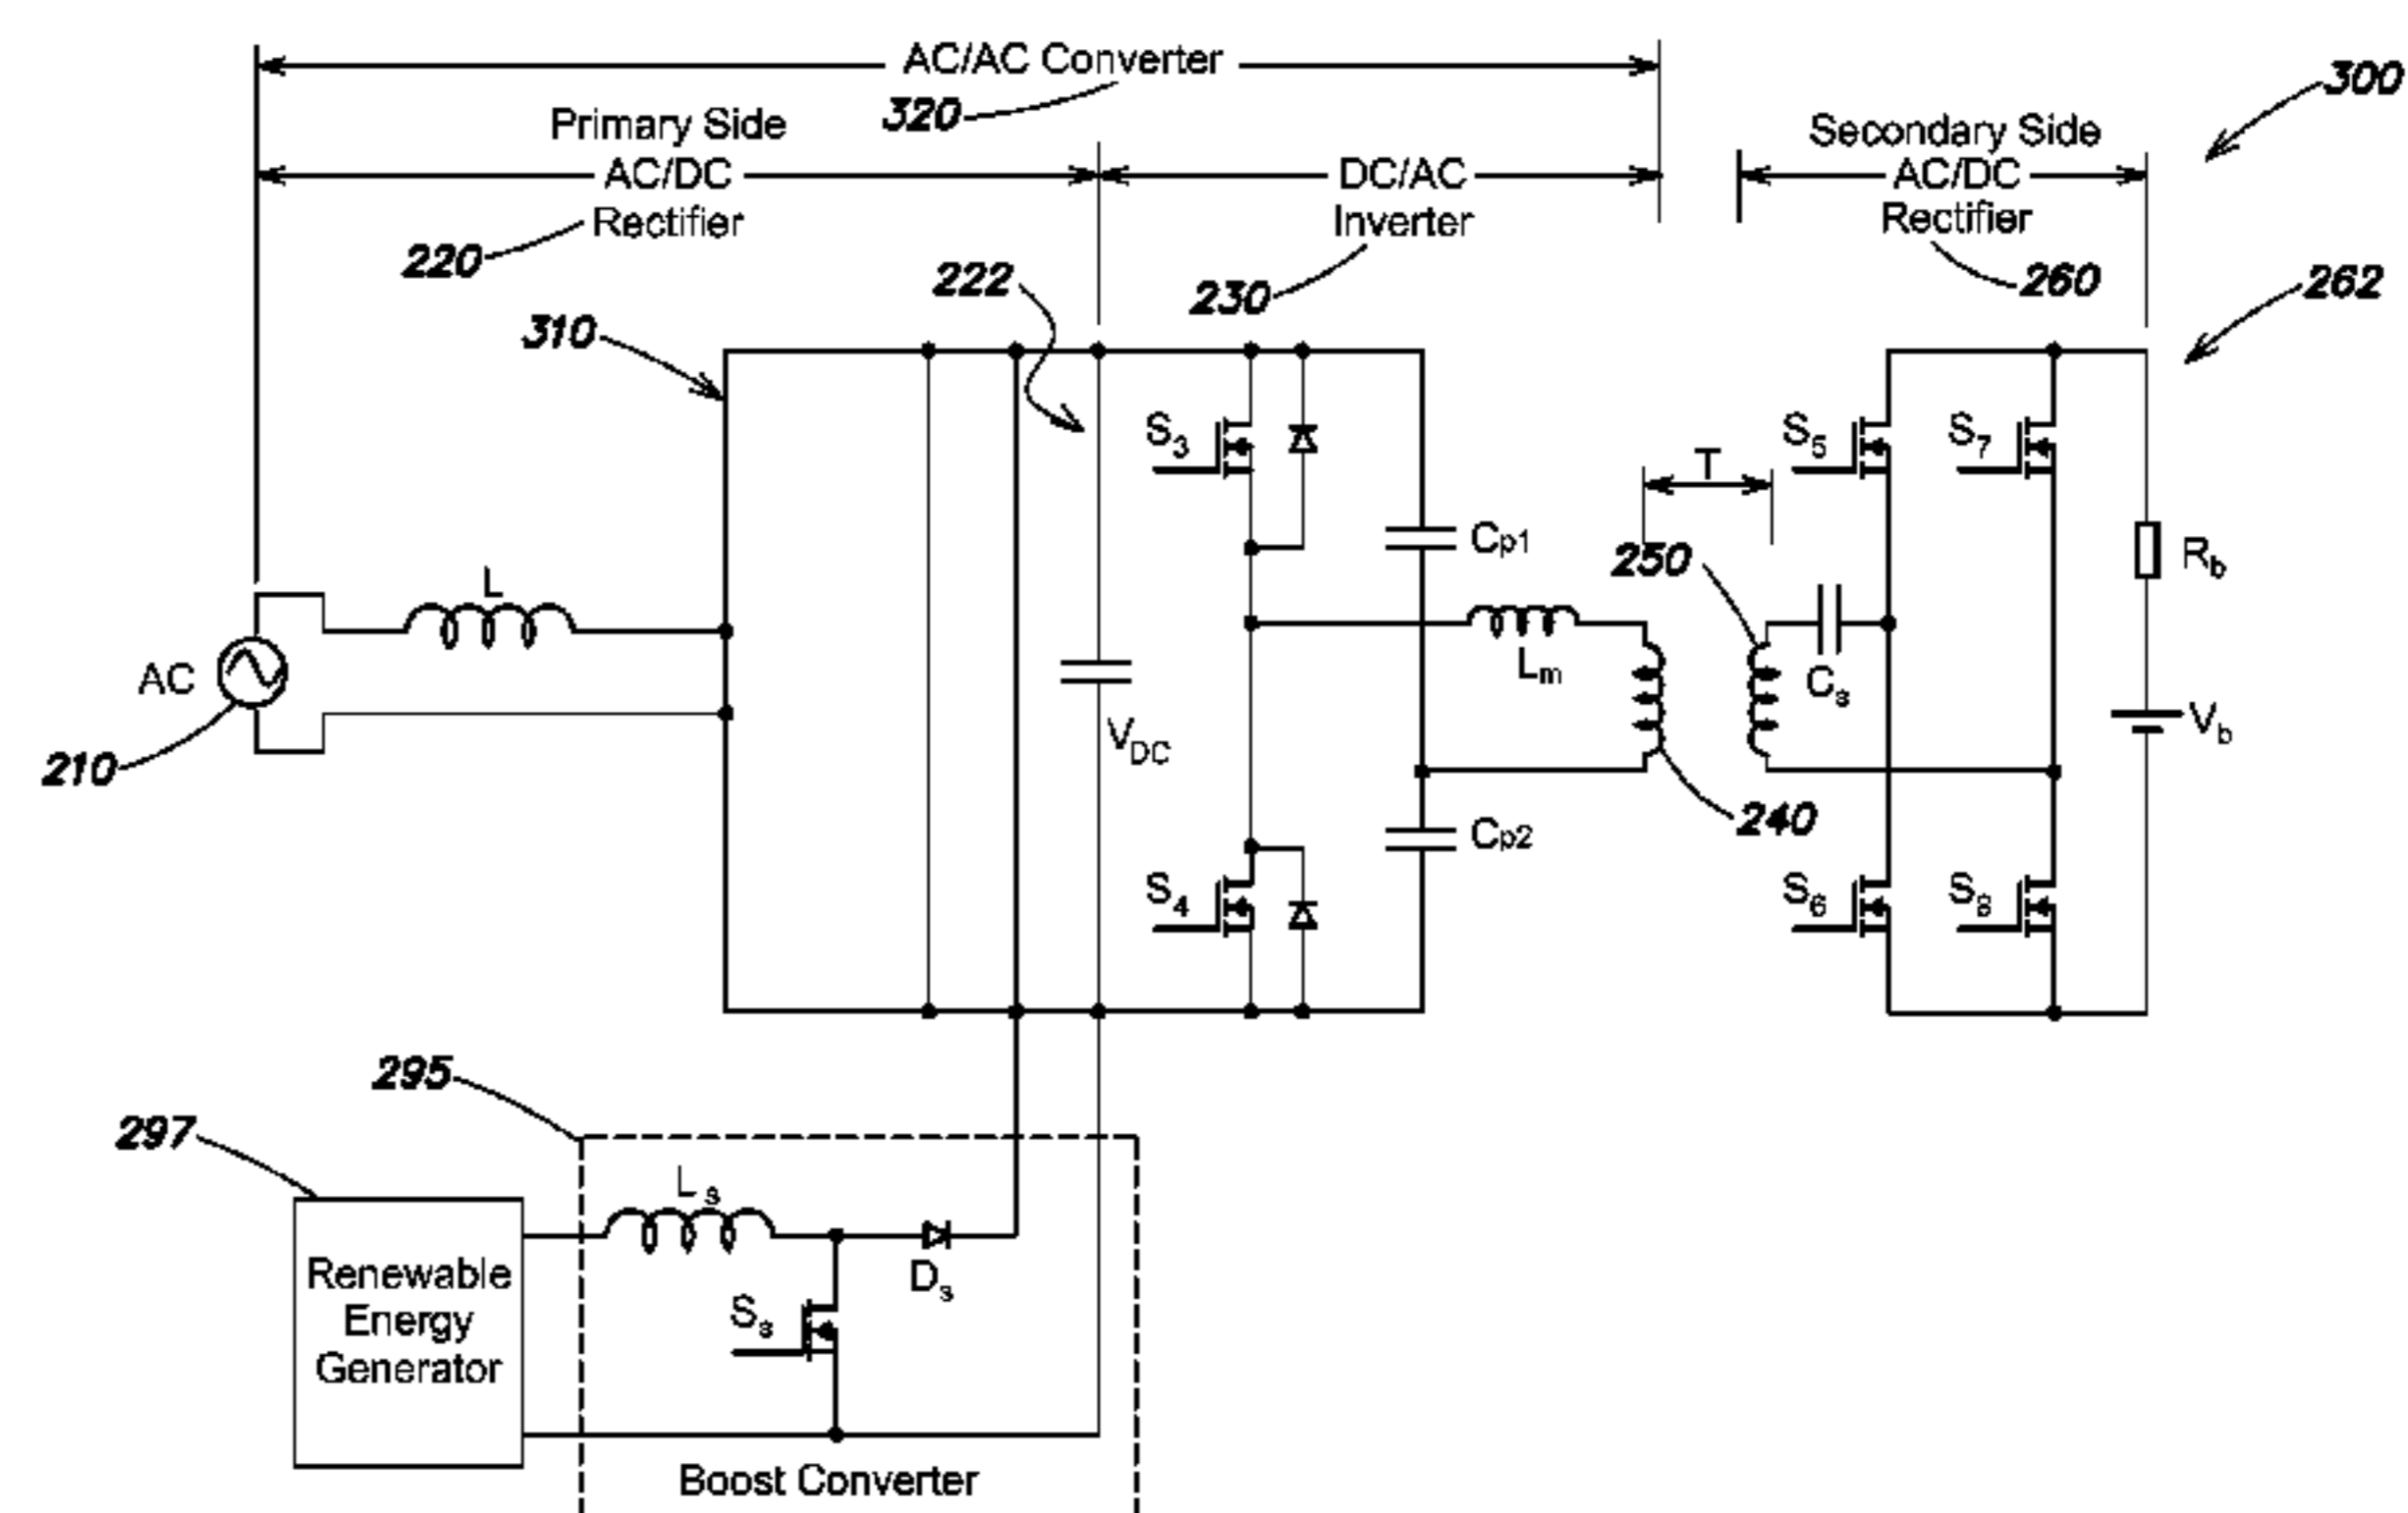 AC/AC Converter
320
300
Primary Side
AC/DC
Rectifier
220
DC/AC
Inverter
230
Secondary Side
AC/DC
Rectifier
260
262
222
310
S3
S5
S7
T
Cp1
250
Rb
L
AC
210
Lm
Cs
VDC
Vb
240
Cp2
S4
S6
S8
295
297
Ls
Ds
Ss
Renewable
Energy
Generator
Boost Converter